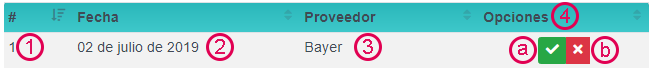 # Fecha Proveedor Opciones 4
1 1 02 de julio de 2019 2 Bayer 3 a b